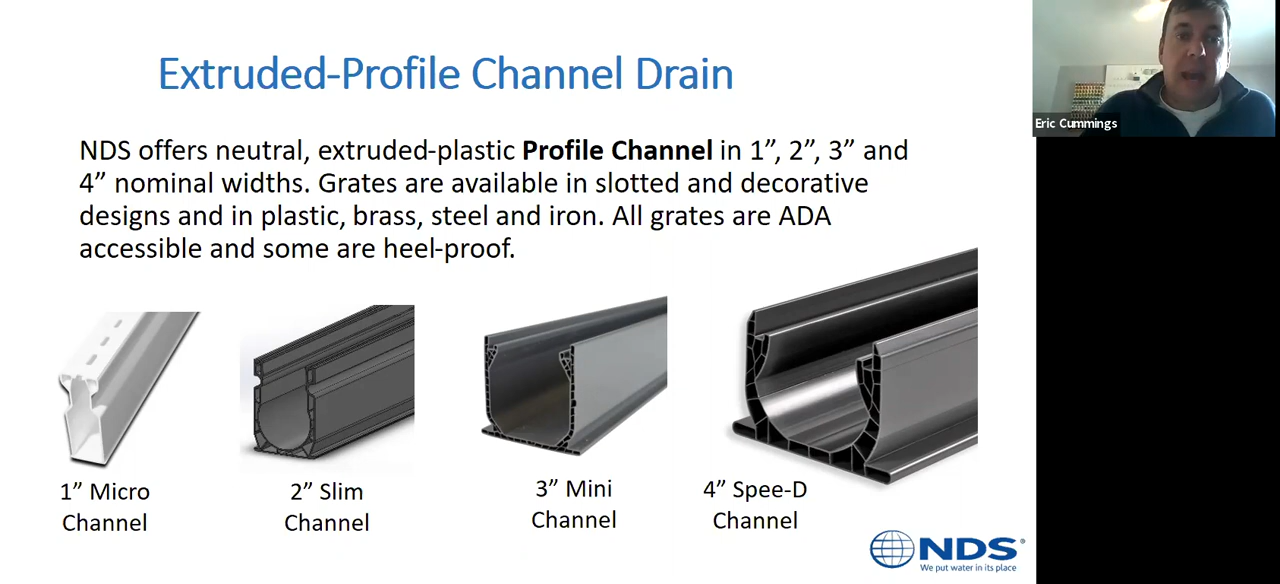 Extruded-Profile Channel Drain
Eric Cummings
NDS offers neutral, extruded-plastic Profile Channel in 1”, 2”, 3” and
4” nominal widths. Grates are available in slotted and decorative
designs and in plastic, brass, steel and iron. All grates are ADA
accessible and some are heel-proof.
1” Micro
Channel
2” Slim
Channel
3” Mini
Channel
4” Spee-D
Channel
NDS®
We put water in its place